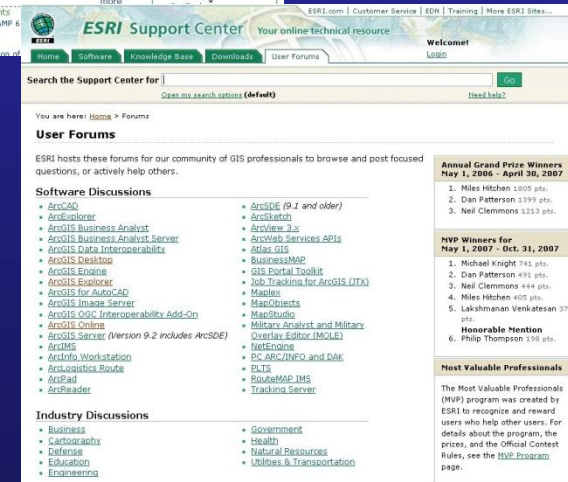 more
nts
AMP 6
on of
ESRI.com | Customer Service | EDN | Training | More ESRI Sites...
ESRI
ESRI Support Center Your online technical resource
Welcome!
Login
Home Software Knowledge Base Downloads User Forums
Search the Support Center for Go
Open my search options (default) Need help?
You are here: Home > Forums
User Forums
ESRI hosts these forums for our community of GIS professionals to browse and post focused
questions, or actively help others.
Software Discussions
ArcCAD
ArcExplorer
ArcGIS Business Analyst
ArcGIS Business Analyst Server
ArcGIS Data Interoperability
ArcGIS Desktop
ArcGIS Engine
ArcGIS Explorer
ArcGIS for AutoCAD
ArcGIS Image Server
ArcGIS OGC Interoperability Add-On
ArcGIS Online
ArcGIS Server (Version 9.2 includes ArcSDE)
ArcIMS
ArcInfo Workstation
ArcLogistics Route
ArcPad
ArcReader
ArcSDE (9.1 and older)
ArcSketch
ArcView 3.x
ArcWeb Services APIs
Atlas GIS
BusinessMAP
GIS Portal Toolkit
Job Tracking for ArcGIS (JTX)
Maplex
MapObjects
MapStudio
Military Analyst and Military
Overlay Editor (MOLE)
NetEngine
PC ARC/INFO and DAK
PLTS
RouteMAP IMS
Tracking Server
Industry Discussions
Business
Cartography
Defense
Education
Engineering
Government
Health
Natural Resources
Utilities & Transportation
Annual Grand Prize Winners
May 1, 2006 - April 30, 2007
1. Miles Hitchen 1805 pts.
2. Dan Patterson 1399 pts.
3. Neil Clemmons 1213 pts.
MVP Winners for
May 1, 2007 - Oct. 31, 2007
1. Michael Knight 741 pts.
2. Dan Patterson 491 pts.
3. Neil Clemmons 444 pts.
4. Miles Hitchen 405 pts.
5. Lakshmanan Venkatesan 37
pts.
Honorable Mention
6. Philip Thompson 198 pts.
Most Valuable Professionals
The Most Valuable Professionals
(MVP) program was created by
ESRI to recognize and reward
users who help other users. For
details about the program, the
prizes, and the Official Contest
Rules, see the MVP Program
page.